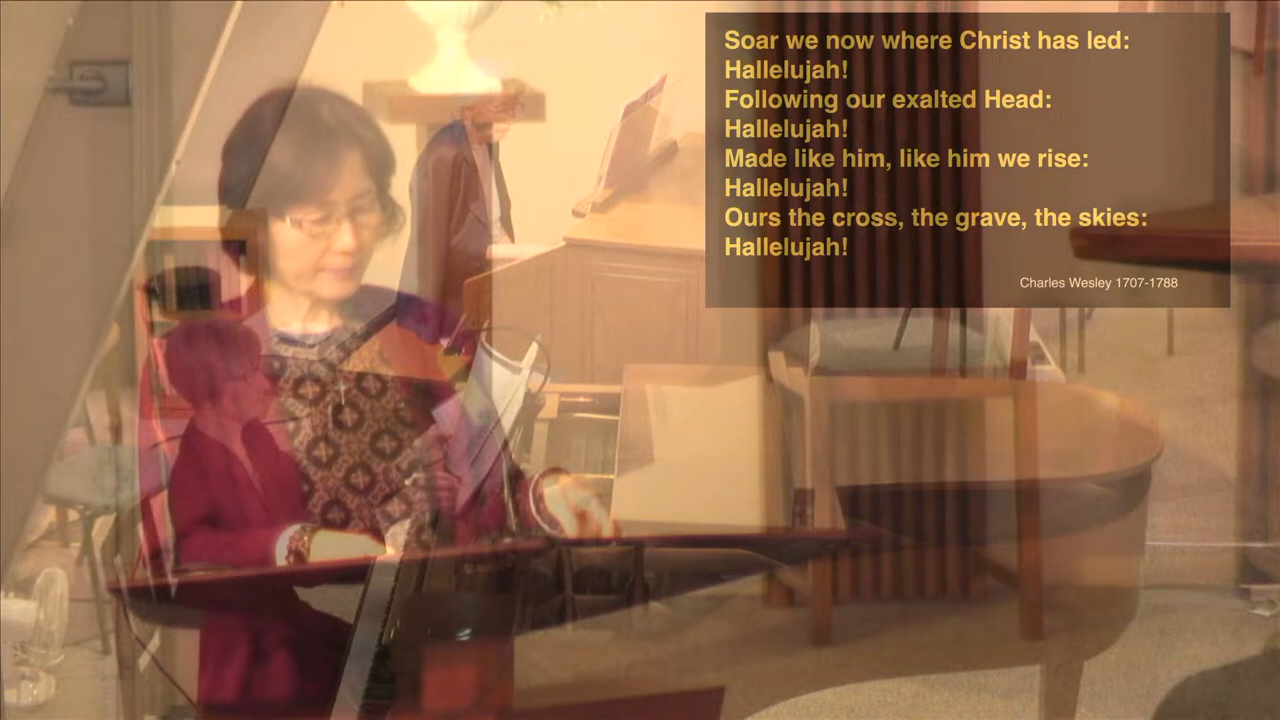 Soar we now where Christ has led:
Hallelujah!
Following our exalted Head:
Hallelujah!
Made like him, like him we rise:
Hallelujah!
Ours the cross, the grave, the skies:
Hallelujah!
Charles Wesley 1707-1788